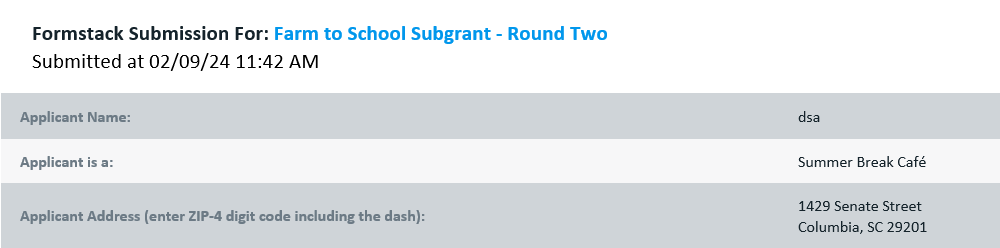 Formstack Submission For: Farm to School Subgrant - Round Two
Submitted at 02/09/24 11:42 AM
Applicant Name: dsa
Applicant is a: Summer Break Café
Applicant Address (enter ZIP-4 digit code including the dash): 1429 Senate Street
Columbia, SC 29201